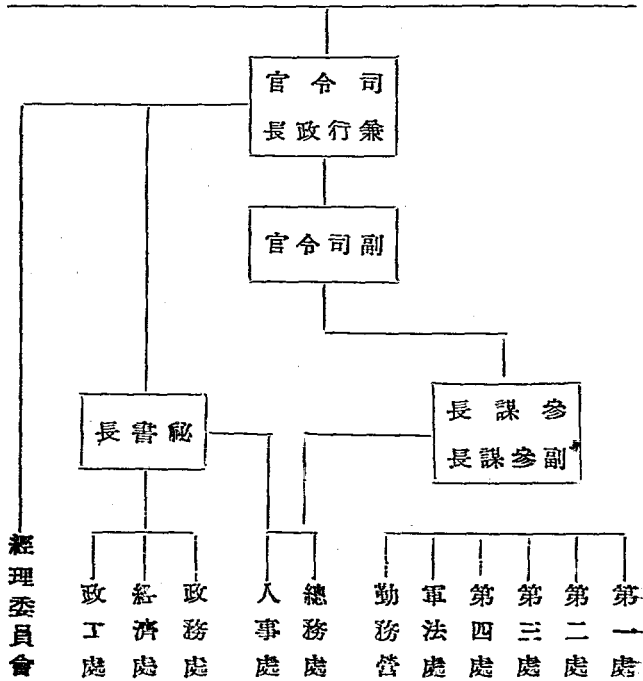 司令官
兼行政長
副司令官
參謀長
副參謀長
祕書長
第一處
第二處
第三處
第四處
軍法處
勤務營
總務處
人事處
政務處
經濟處
政工處
經理委員會